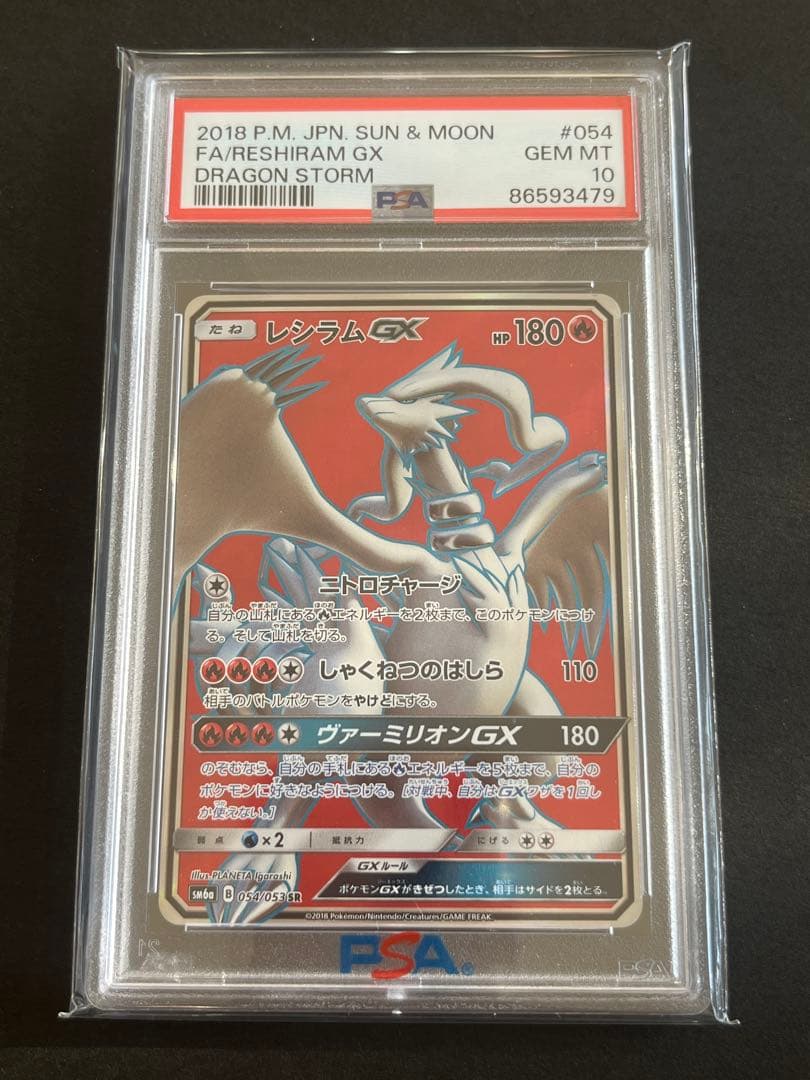 2018 P.M. JPN. SUN & MOON #054
FA/RESHIRAM GX GEM MT
DRAGON STORM 10
PSA 86593479
たね レシラムGX HP 180
ニトロチャージ
自分の山札にある エネルギーを2枚まで、このポケモンにつけ
る。そして山札を切る。
しゃくねつのはしら 110
相手のバトルポケモンをやけどにする。
ヴァーミリオンGX 180
のぞむなら、自分の手札にある エネルギーを5枚まで、自分の
ポケモンに好きなようにつける。[対戦中、自分はGXワザを1回し
か使えない。]
弱点 ×2 抵抗力 にげる
Illus. PLANETA Igarashi
GXルール
ポケモンGXがきぜつしたとき、相手はサイドを2枚とる。
SM6a B 054/053 SR
©2018 Pokémon/Nintendo/Creatures/GAME FREAK.
PSA®
PSA